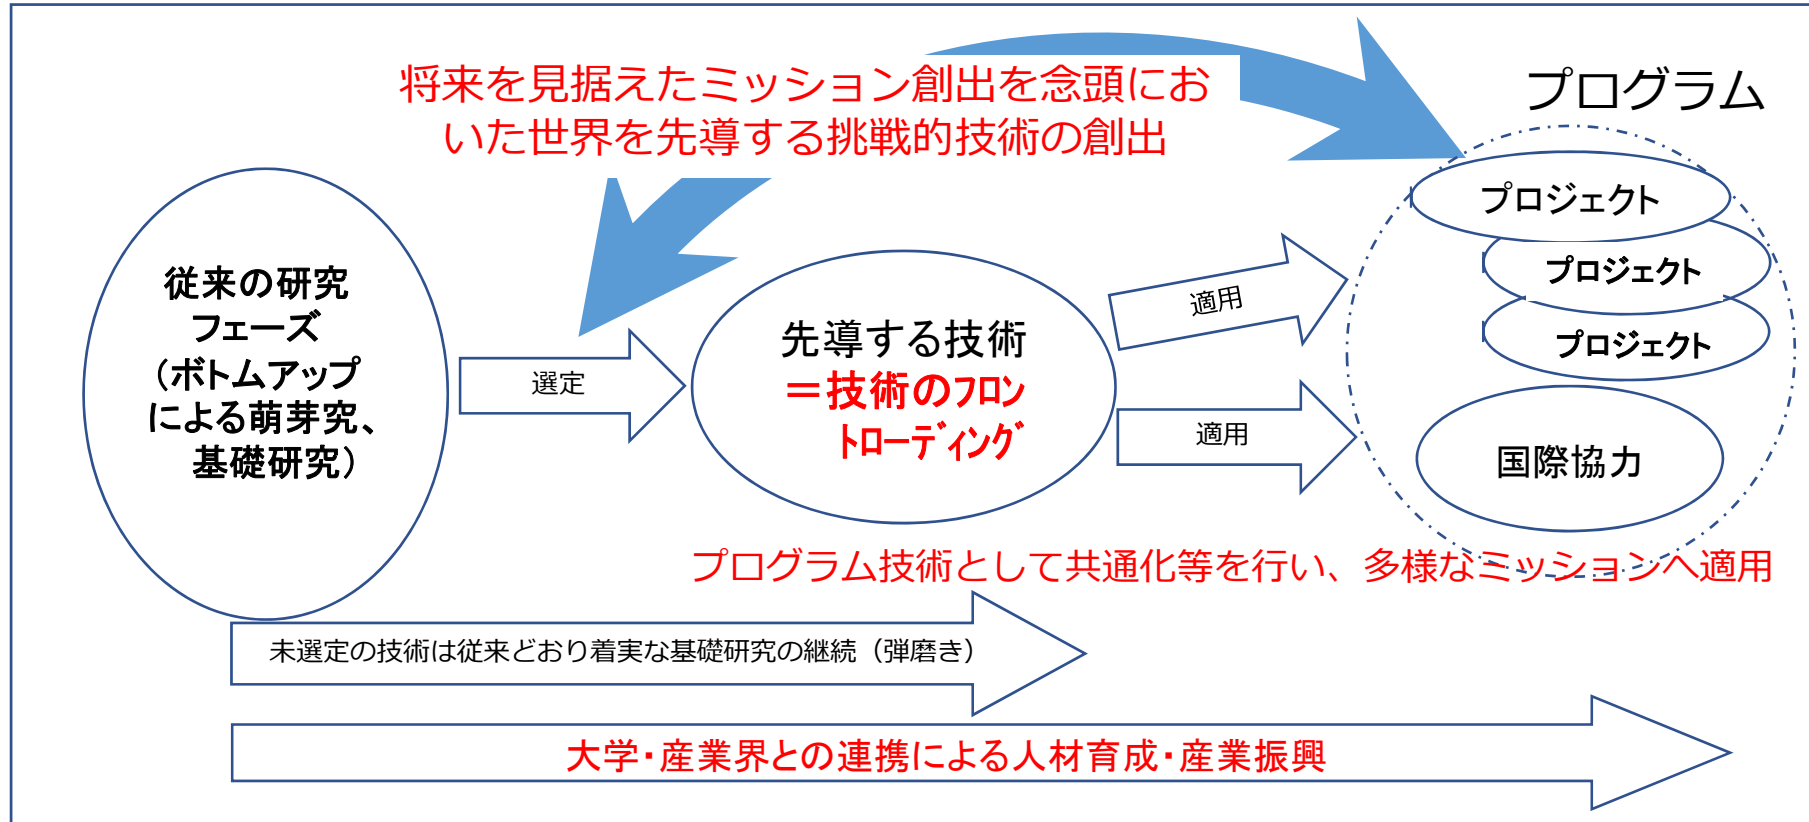 将来を見据えたミッション創出を念頭にお
いた世界を先導する挑戦的技術の創出
プログラム
プロジェクト
プロジェクト
プロジェクト
国際協力
従来の研究
フェーズ
（ボトムアップ
による萌芽究、
基礎研究）
選定
先導する技術
＝技術のフロン
トローディング
適用
適用
プログラム技術として共通化等を行い、多様なミッションへ適用
未選定の技術は従来どおり着実な基礎研究の継続（弾磨き）
大学・産業界との連携による人材育成・産業振興